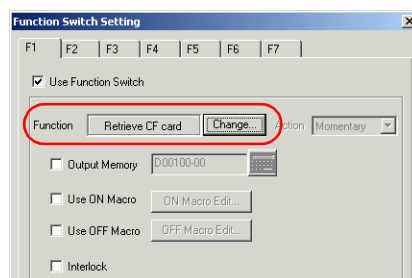 Function Switch Setting
F1 F2 F3 F4 F5 F6 F7
Use Function Switch
Function Retrieve CF card Change... Action Momentary
Output Memory D00100-00
Use ON Macro ON Macro Edit...
Use OFF Macro OFF Macro Edit...
Interlock